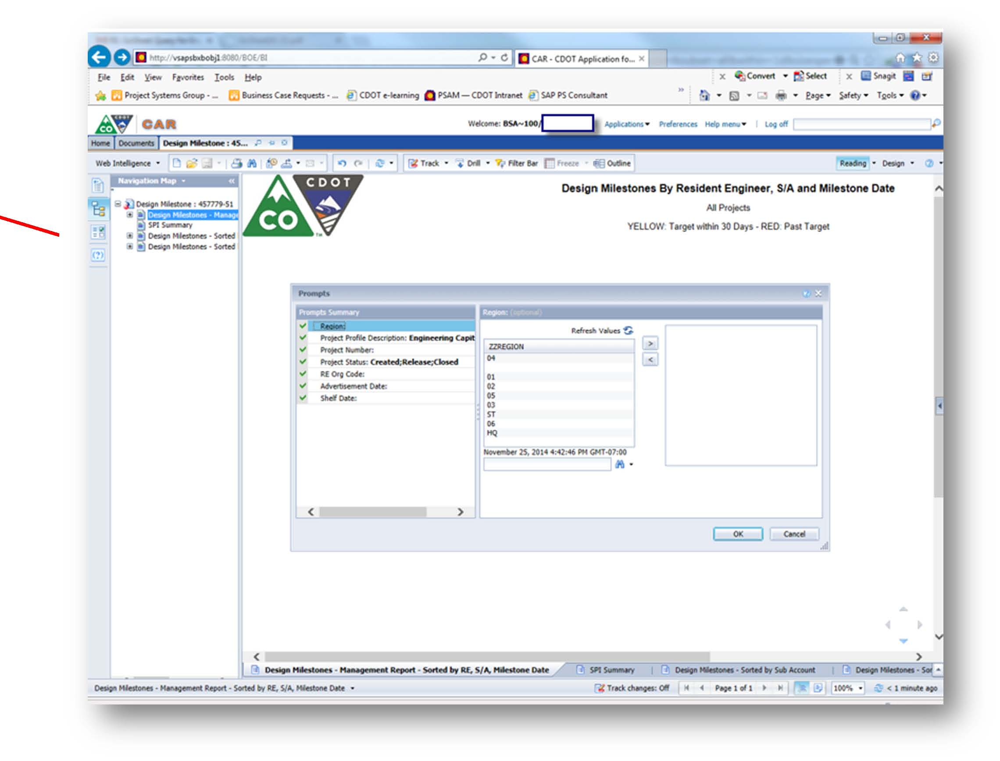 http://vsapsbxbobj1:8080/BOE/BI
CAR - CDOT Application fo...
File Edit View Favorites Tools Help
Convert Select Snagit
Project Systems Group - ... Business Case Requests - ... CDOT e-learning PSAM — CDOT Intranet SAP PS Consultant
Page Safety Tools
CDOT CO CAR
Welcome: BSA~100/ Applications Preferences Help menu | Log off
Home Documents Design Milestone : 45...
Web Intelligence Track Drill Filter Bar Freeze Outline Reading Design
Navigation Map
Design Milestone : 457779-51
Design Milestones - Manage
SPI Summary
Design Milestones - Sorted
Design Milestones - Sorted
CDOT
CO
TM
Design Milestones By Resident Engineer, S/A and Milestone Date
All Projects
YELLOW: Target within 30 Days - RED: Past Target
Prompts
Prompts Summary
Region:
Project Profile Description: Engineering Capit
Project Number:
Project Status: Created;Release;Closed
RE Org Code:
Advertisement Date:
Shelf Date:
Region: (optional)
Refresh Values
ZZREGION
04
01
02
05
03
ST
06
HQ
November 25, 2014 4:42:46 PM GMT-07:00
> 
<
OK Cancel
Design Milestones - Management Report - Sorted by RE, S/A, Milestone Date SPI Summary | Design Milestones - Sorted by Sub Account | Design Milestones - Sor
Design Milestones - Management Report - Sorted by RE, S/A, Milestone Date Track changes: Off Page 1 of 1 100% < 1 minute ago